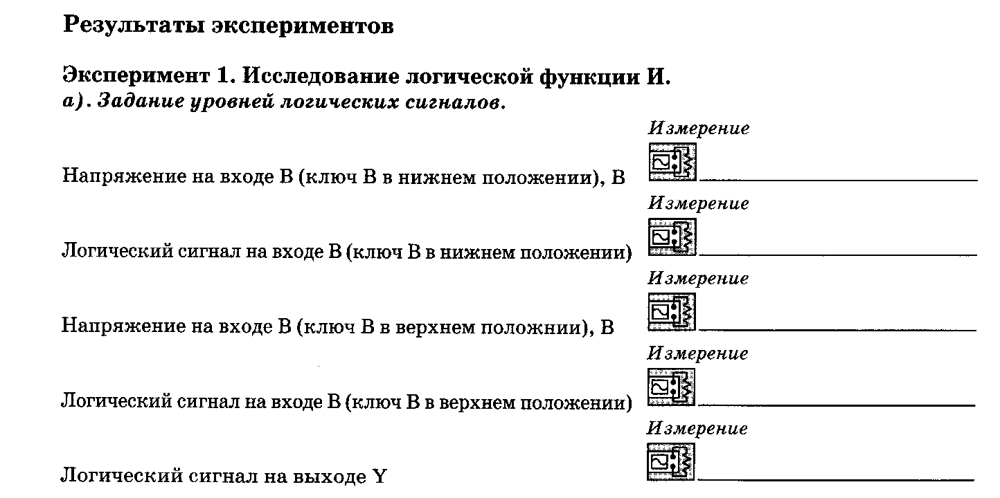 Результаты экспериментов
Эксперимент 1. Исследование логической функции И.
а). Задание уровней логических сигналов.
Измерение
Напряжение на входе В (ключ В в нижнем положении), В
Измерение
Логический сигнал на входе В (ключ В в нижнем положении)
Измерение
Напряжение на входе В (ключ В в верхнем положнии), В
Измерение
Логический сигнал на входе В (ключ В в верхнем положении)
Измерение
Логический сигнал на выходе Y